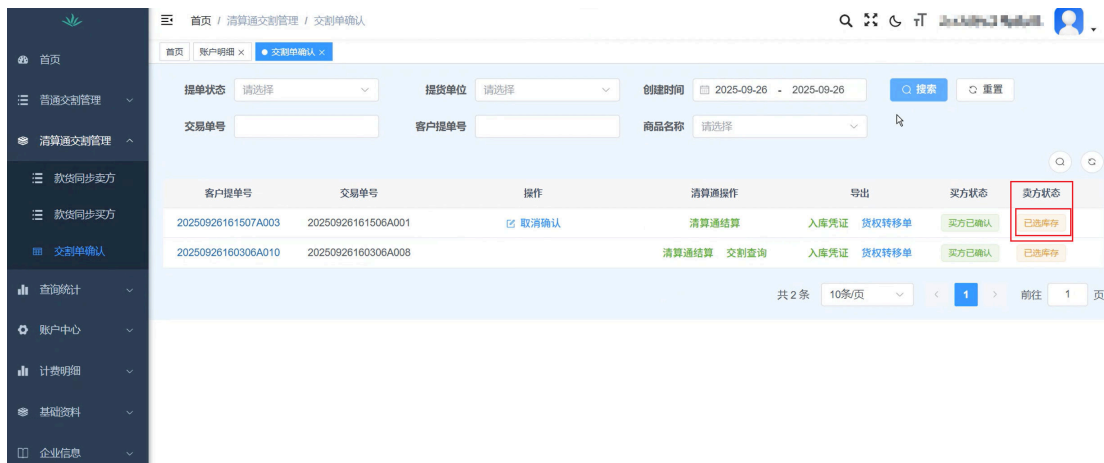 首页 / 清算通交割管理 / 交割单确认
首页 账户明细 × 交割单确认 ×
首页
普通交割管理
清算通交割管理
款货同步卖方
款货同步买方
交割单确认
查询统计
账户中心
计费明细
基础资料
企业信息
提单状态 请选择 提货单位 请选择 创建时间 2025-09-26 - 2025-09-26 搜索 重置
交易单号 客户提单号 商品名称 请选择
客户提单号 交易单号 操作 清算通操作 导出 买方状态 卖方状态
20250926161507A003 20250926161506A001 取消确认 清算通结算 入库凭证 货权转移单 买方已确认 已选库存
20250926160306A010 20250926160306A008 清算通结算 交割查询 入库凭证 货权转移单 买方已确认 已选库存
共 2 条 10条/页 < 1 > 前往 1 页